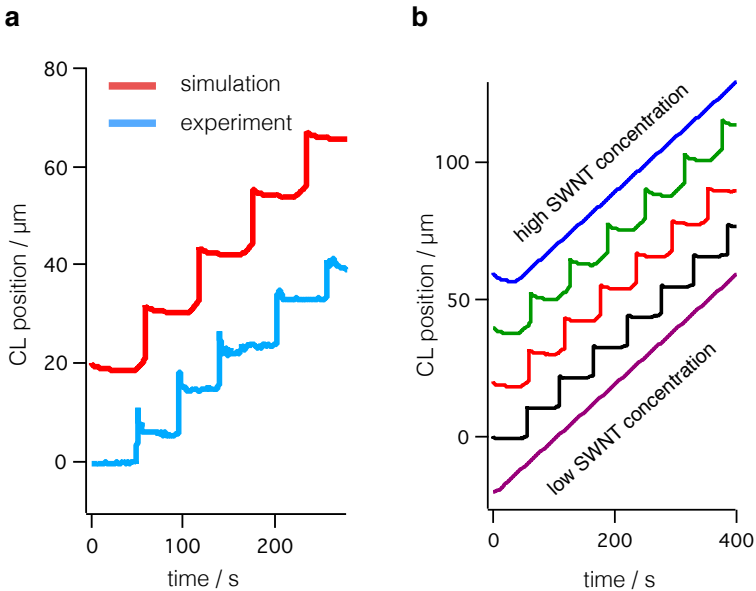 a
80
60
40
20
0
CL position / µm
simulation
experiment
0
100
200
time / s
b
100
50
0
CL position / µm
high SWNT concentration
low SWNT concentration
0
200
400
time / s